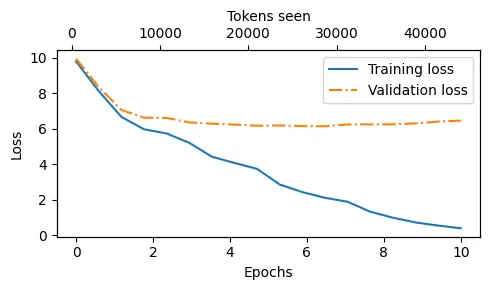 Tokens seen
0 10000 20000 30000 40000
10
8
6
4
2
0
Loss
Training loss
Validation loss
0 2 4 6 8 10
Epochs